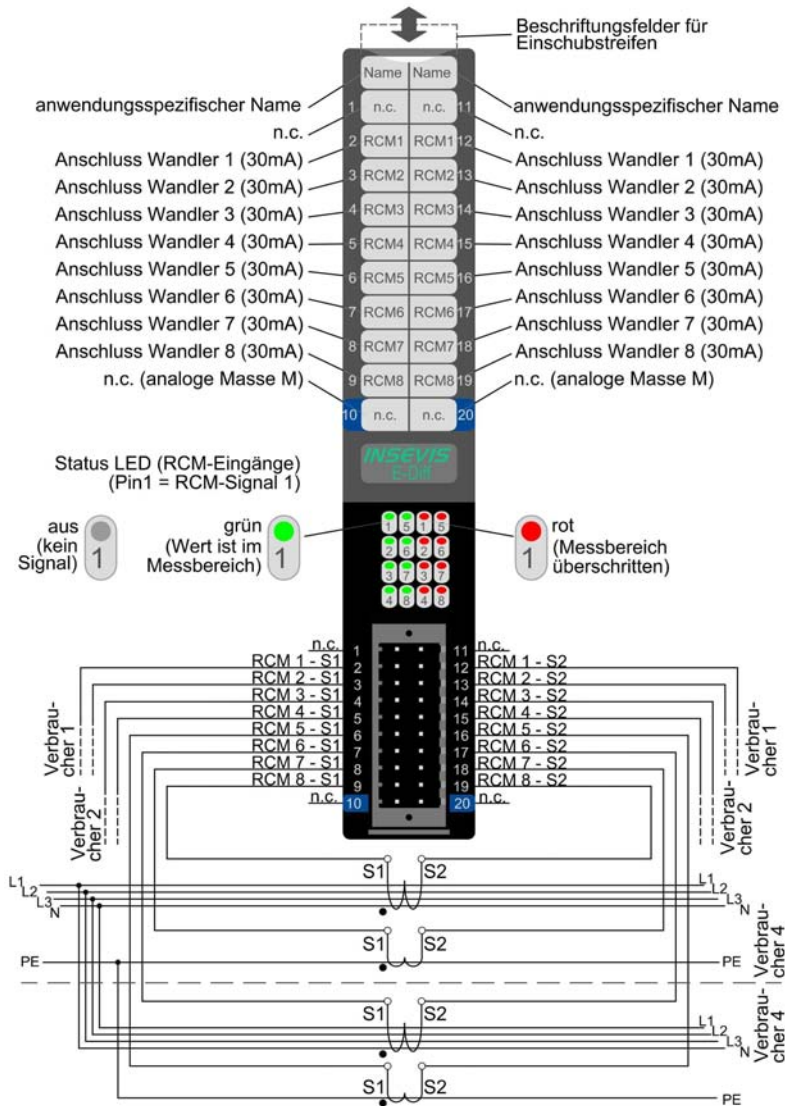 Beschriftungsfelder für
Einschubstreifen
Name Name
anwendungsspezifischer Name
anwendungsspezifischer Name
1 n.c. n.c. 11
n.c.
n.c.
2 RCM1 RCM1 12
Anschluss Wandler 1 (30mA)
Anschluss Wandler 1 (30mA)
3 RCM2 RCM2 13
Anschluss Wandler 2 (30mA)
Anschluss Wandler 2 (30mA)
4 RCM3 RCM3 14
Anschluss Wandler 3 (30mA)
Anschluss Wandler 3 (30mA)
5 RCM4 RCM4 15
Anschluss Wandler 4 (30mA)
Anschluss Wandler 4 (30mA)
6 RCM5 RCM5 16
Anschluss Wandler 5 (30mA)
Anschluss Wandler 5 (30mA)
7 RCM6 RCM6 17
Anschluss Wandler 6 (30mA)
Anschluss Wandler 6 (30mA)
8 RCM7 RCM7 18
Anschluss Wandler 7 (30mA)
Anschluss Wandler 7 (30mA)
9 RCM8 RCM8 19
Anschluss Wandler 8 (30mA)
Anschluss Wandler 8 (30mA)
n.c. (analoge Masse M)
n.c. (analoge Masse M)
10 n.c. n.c. 20
INSEVIS
E-Diff
Status LED (RCM-Eingänge)
(Pin1 = RCM-Signal 1)
aus
(kein
Signal)
1
grün
(Wert ist im
Messbereich)
1
1 5 1 5
2 6 2 6
3 7 3 7
4 8 4 8
1
rot
(Messbereich
überschritten)
n.c. 1 11 n.c.
RCM 1 - S1 2 12 RCM 1 - S2
RCM 2 - S1 3 13 RCM 2 - S2
RCM 3 - S1 4 14 RCM 3 - S2
RCM 4 - S1 5 15 RCM 4 - S2
RCM 5 - S1 6 16 RCM 5 - S2
RCM 6 - S1 7 17 RCM 6 - S2
RCM 7 - S1 8 18 RCM 7 - S2
RCM 8 - S1 9 19 RCM 8 - S2
n.c. 10 20 n.c.
Verbrau-
cher 1
Verbrau-
cher 2
Verbrau-
cher 1
Verbrau-
cher 2
S1 S2
L1
L2
L3
N
L1
L2
L3
N
S1 S2
PE
PE
Verbrau-
cher 4
S1 S2
L1
L2
L3
N
Verbrau-
cher 4
S1 S2
PE